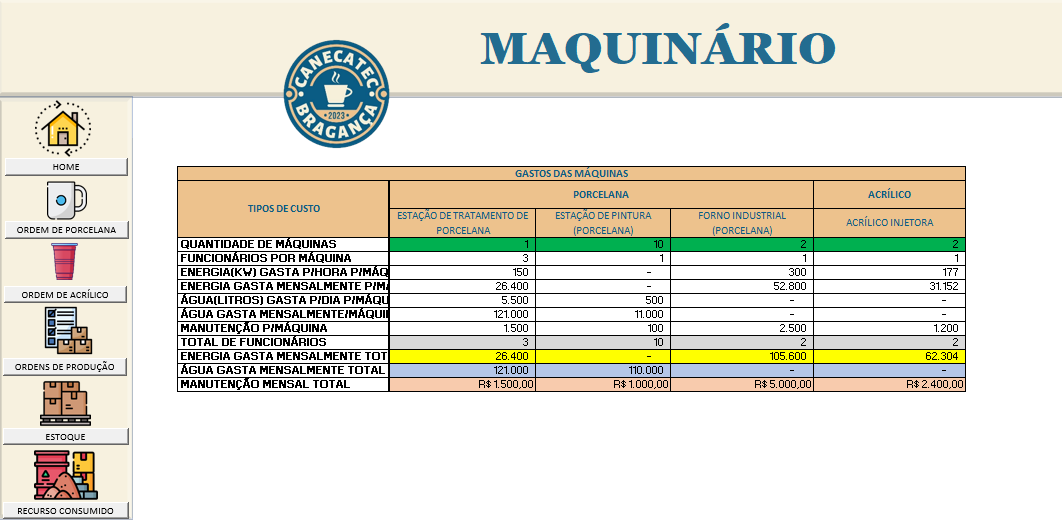 MAQUINÁRIO
CANECATEC
2023
BRAGANÇA
HOME
ORDEM DE PORCELANA
ORDEM DE ACRÍLICO
ORDENS DE PRODUÇÃO
ESTOQUE
RECURSO CONSUMIDO
GASTOS DAS MÁQUINAS
TIPOS DE CUSTO PORCELANA ACRÍLICO
ESTAÇÃO DE TRATAMENTO DE PORCELANA ESTAÇÃO DE PINTURA (PORCELANA) FORNO INDUSTRIAL (PORCELANA) ACRÍLICO INJETORA
QUANTIDADE DE MÁQUINAS 1 10 2 2
FUNCIONÁRIOS POR MÁQUINA 3 1 1 1
ENERGIA(KW) GASTA P/HORA P/MÁQ 150 - 300 177
ENERGIA GASTA MENSALMENTE P/MÁ 26.400 - 52.800 31.152
ÁGUA(LITROS) GASTA P/DIA P/MÁQU 5.500 500 - -
ÁGUA GASTA MENSALMENTE/MÁQUI 121.000 11.000 - -
MANUTENÇÃO P/MÁQUINA 1.500 100 2.500 1.200
TOTAL DE FUNCIONÁRIOS 3 10 2 2
ENERGIA GASTA MENSALMENTE TOT 26.400 - 105.600 62.304
ÁGUA GASTA MENSALMENTE TOTAL 121.000 110.000 - -
MANUTENÇÃO MENSAL TOTAL R$ 1.500,00 R$ 1.000,00 R$ 5.000,00 R$ 2.400,00